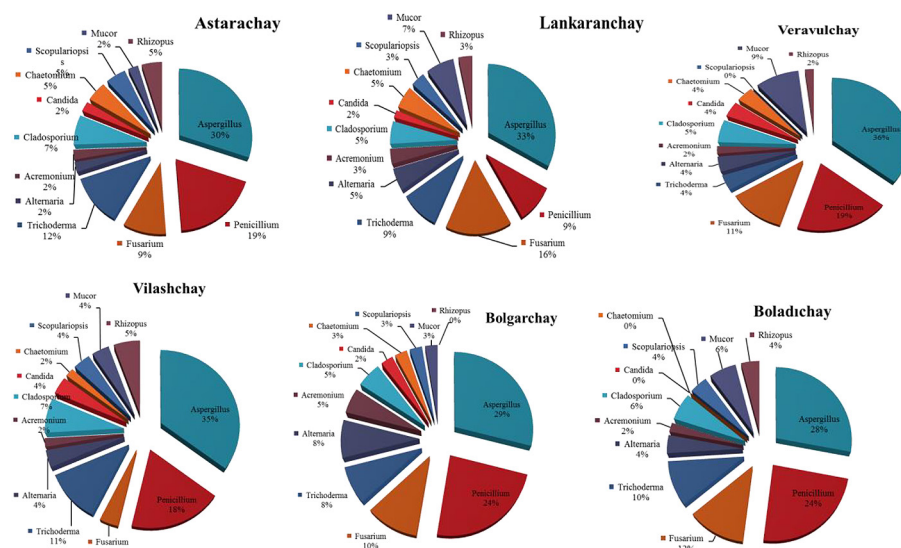 Astarachay
Mucor
2%
Rhizopus
5%
Scopulariopsi
s
5%
Chaetomium
5%
Candida
2%
Cladosporium
7%
Acremonium
2%
Alternaria
2%
Trichoderma
12%
Fusarium
9%
Penicillium
19%
Aspergillus
30%
Lankaranchay
Mucor
7%
Rhizopus
3%
Scopulariopsis
3%
Chaetomium
5%
Candida
2%
Cladosporium
5%
Acremonium
3%
Alternaria
5%
Trichoderma
9%
Fusarium
16%
Penicillium
9%
Aspergillus
33%
Veravulchay
Mucor
9%
Rhizopus
2%
Scopulariopsis
0%
Chaetomium
4%
Candida
4%
Cladosporium
5%
Acremonium
2%
Alternaria
4%
Trichoderma
4%
Fusarium
11%
Penicillium
19%
Aspergillus
36%
Vilashchay
Mucor
4%
Rhizopus
5%
Scopulariopsis
4%
Chaetomium
2%
Candida
4%
Cladosporium
7%
Acremonium
2%
Alternaria
4%
Trichoderma
11%
Fusarium
Penicillium
18%
Aspergillus
35%
Bolgarchay
Scopulariopsis
3%
Mucor
3%
Rhizopus
0%
Chaetomium
3%
Candida
2%
Cladosporium
5%
Acremonium
5%
Alternaria
8%
Trichoderma
8%
Fusarium
10%
Penicillium
24%
Aspergillus
29%
Boladıchay
Chaetomium
0%
Scopulariopsis
4%
Mucor
6%
Rhizopus
4%
Candida
0%
Cladosporium
6%
Acremonium
2%
Alternaria
4%
Trichoderma
10%
Fusarium
Penicillium
24%
Aspergillus
28%